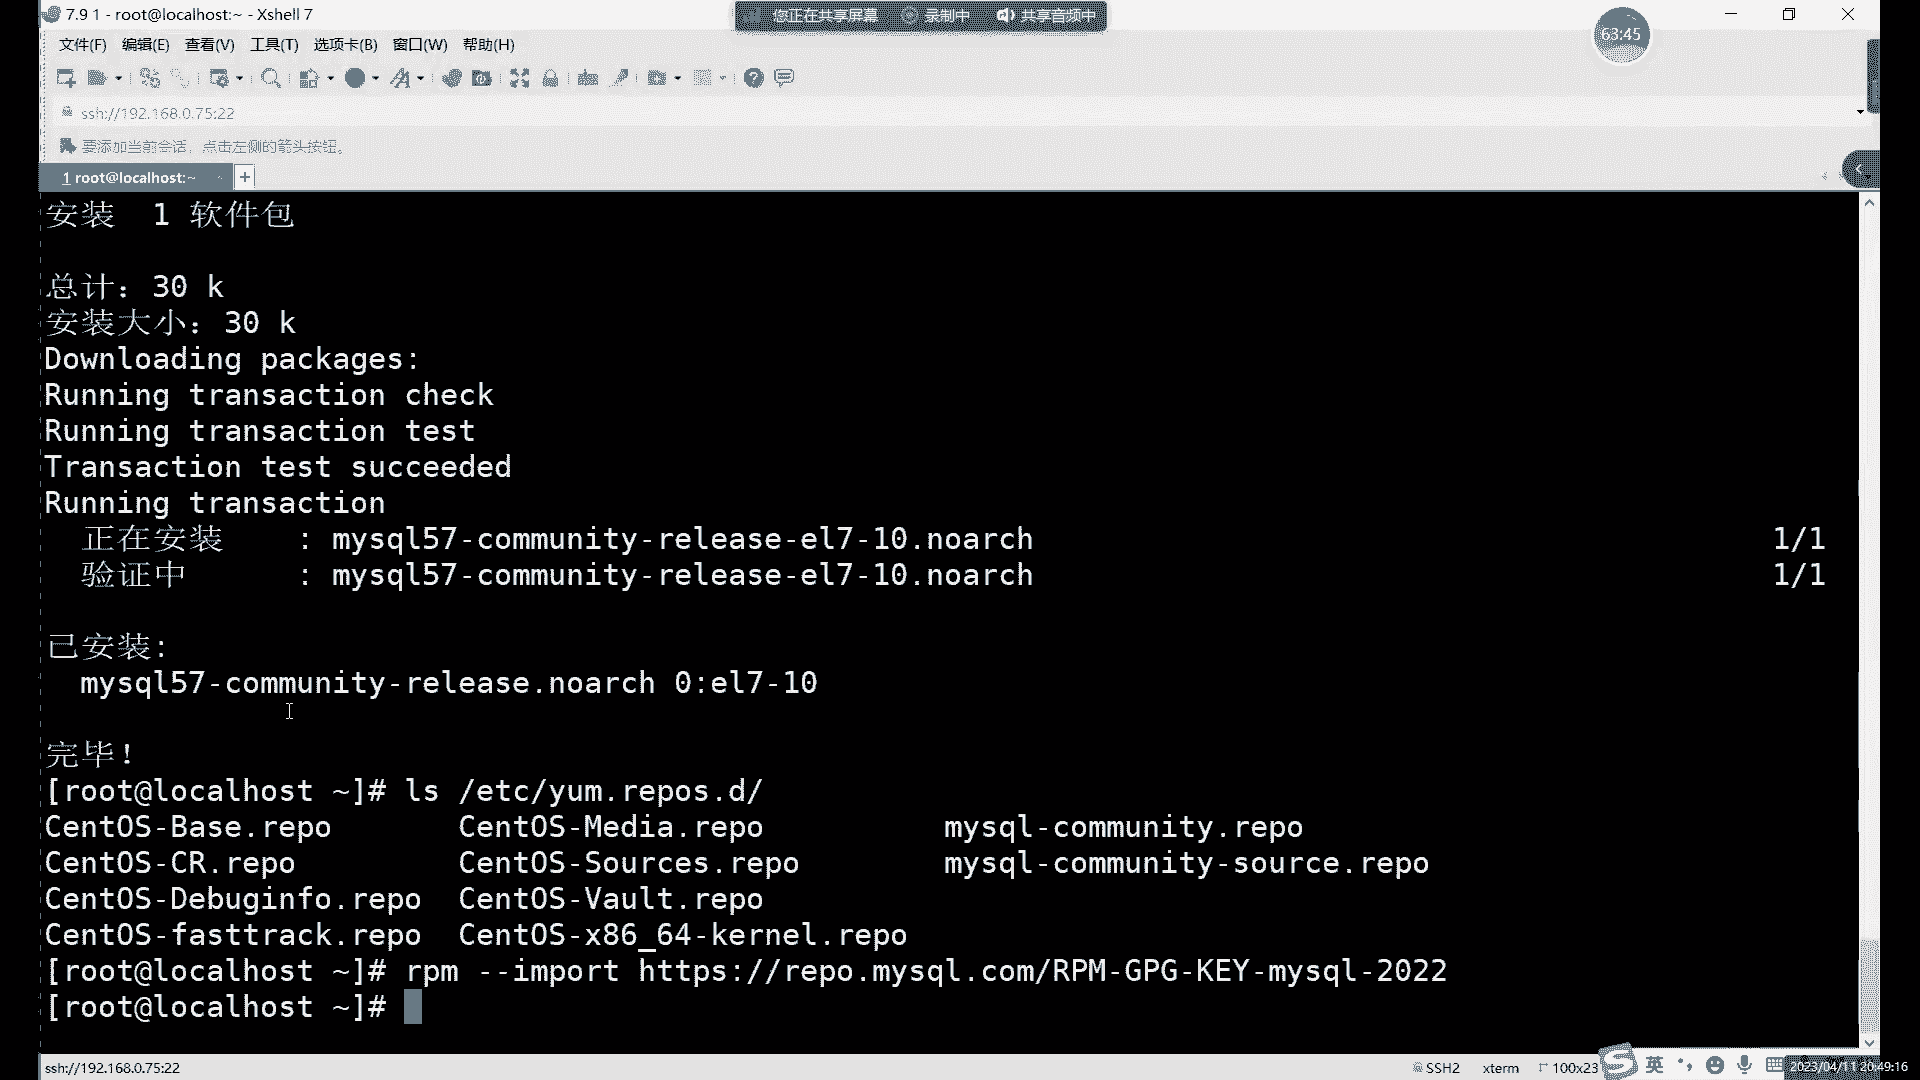 7.9 1 - root@localhost:~ - Xshell 7
您正在共享屏幕 录制中 共享音频中
63:45
文件(F) 编辑(E) 查看(V) 工具(T) 选项卡(B) 窗口(W) 帮助(H)
ssh://192.168.0.75:22
要添加当前会话，点击左侧的箭头按钮。
1 root@localhost:~ +
安装  1 软件包
总计：30 k
安装大小：30 k
Downloading packages:
Running transaction check
Running transaction test
Transaction test succeeded
Running transaction
正在安装    : mysql57-community-release-el7-10.noarch 1/1
验证中      : mysql57-community-release-el7-10.noarch 1/1
已安装:
mysql57-community-release.noarch 0:el7-10
完毕！
[root@localhost ~]# ls /etc/yum.repos.d/
CentOS-Base.repo       CentOS-Media.repo          mysql-community.repo
CentOS-CR.repo         CentOS-Sources.repo        mysql-community-source.repo
CentOS-Debuginfo.repo  CentOS-Vault.repo
CentOS-fasttrack.repo  CentOS-x86_64-kernel.repo
[root@localhost ~]# rpm --import https://repo.mysql.com/RPM-GPG-KEY-mysql-2022
[root@localhost ~]#
ssh://192.168.0.75:22 SSH2 xterm 100x23 英 2023/04/11 20:49:16